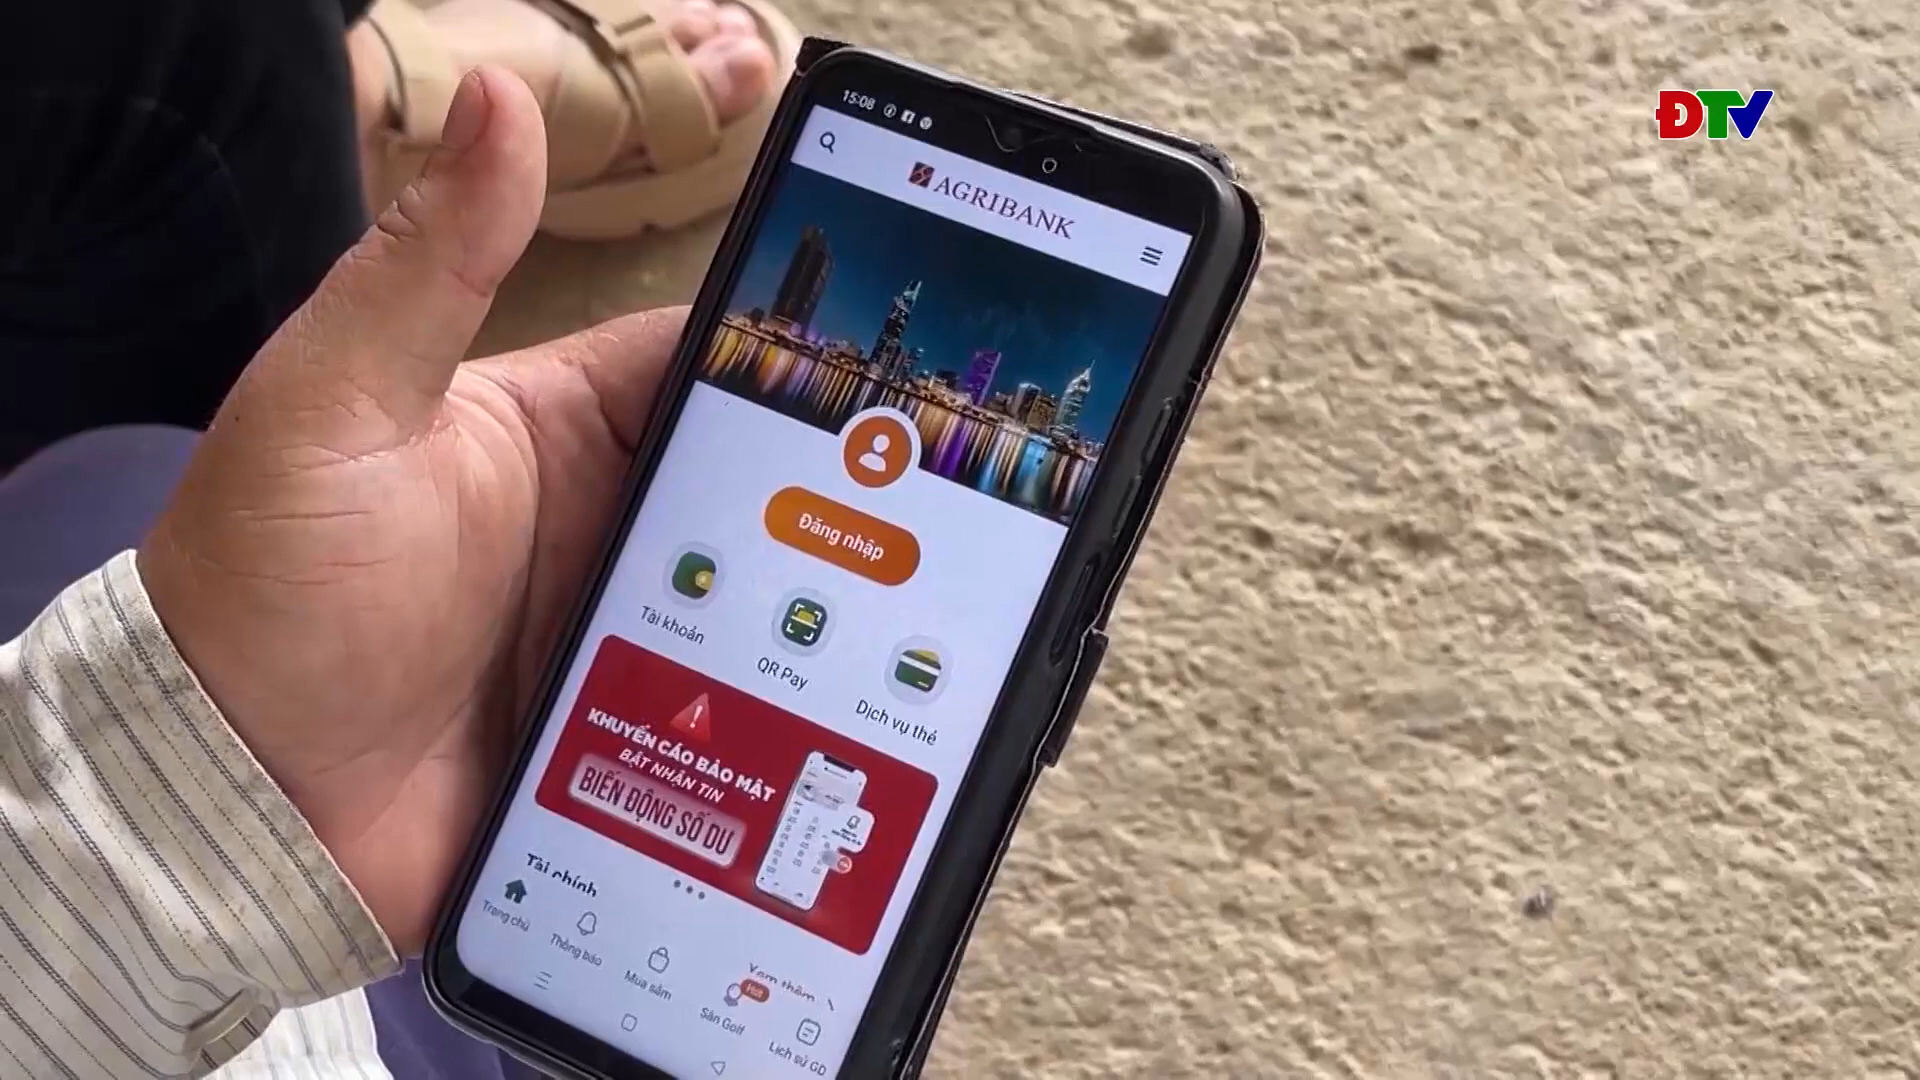 ĐTV
15:08
AGRIBANK
Đăng nhập
Tài khoản
QR Pay
Dịch vụ thẻ
KHUYẾN CÁO BẢO MẬT
BẬT NHẬN TIN
BIẾN ĐỘNG SỐ DƯ
Tài chính
Xem thêm
Trang chủ
Thông báo
Mua sắm
Hot
Sân Golf
Lịch sử GD